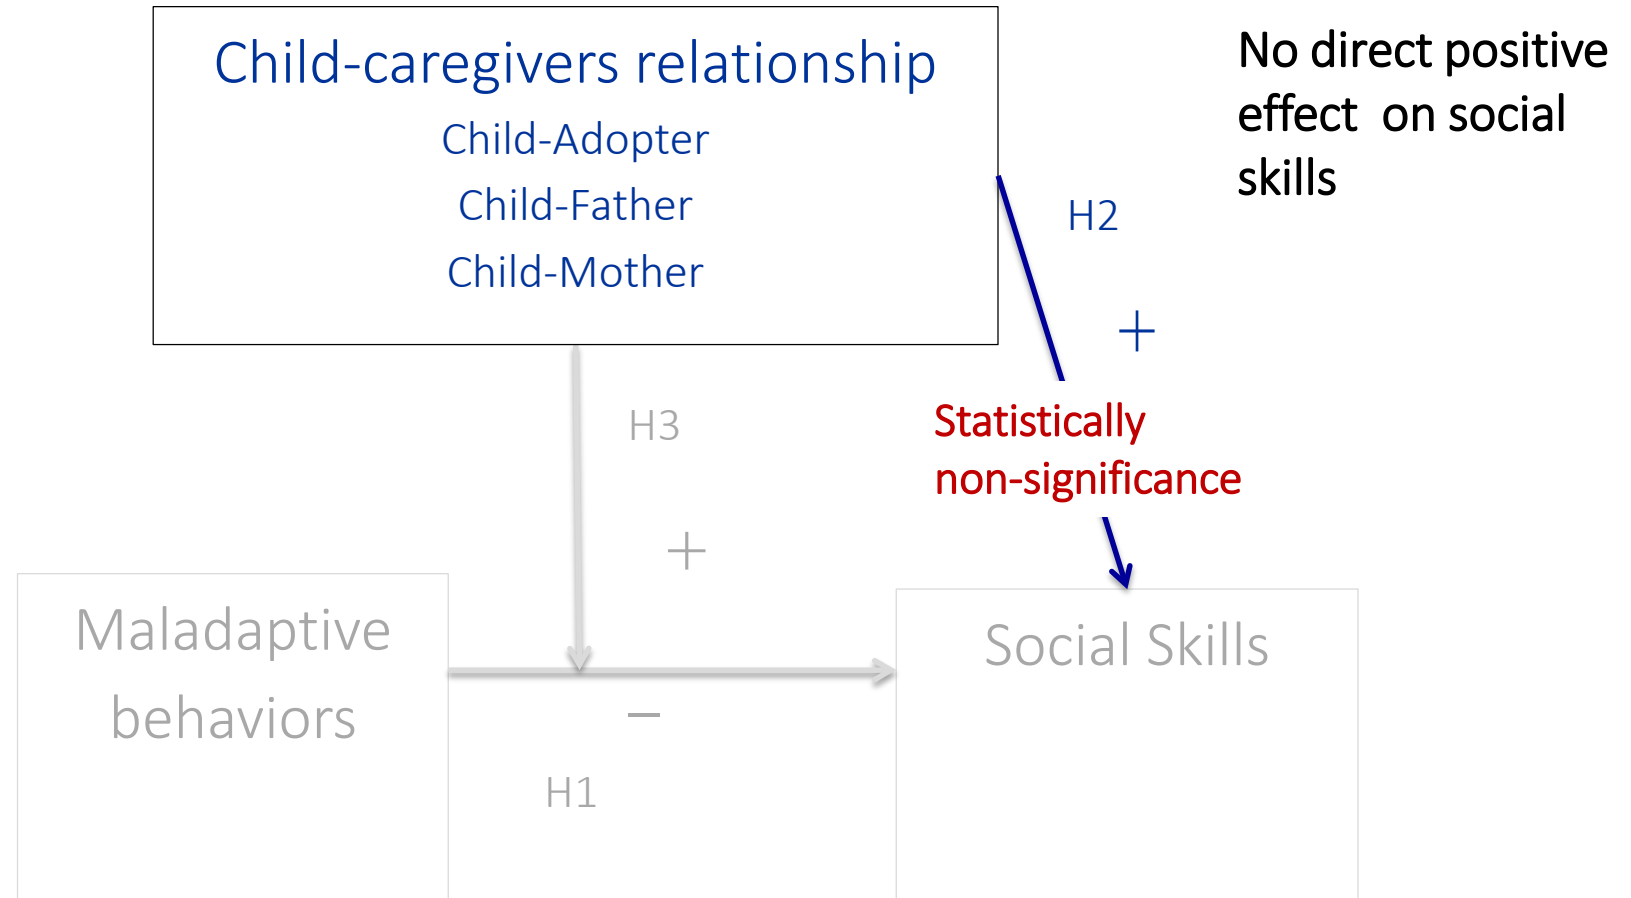 Child-caregivers relationship
Child-Adopter
Child-Father
Child-Mother
No direct positive
effect  on social
skills
H2
+
Statistically
non-significance
H3
+
Maladaptive
behaviors
Social Skills
–
H1